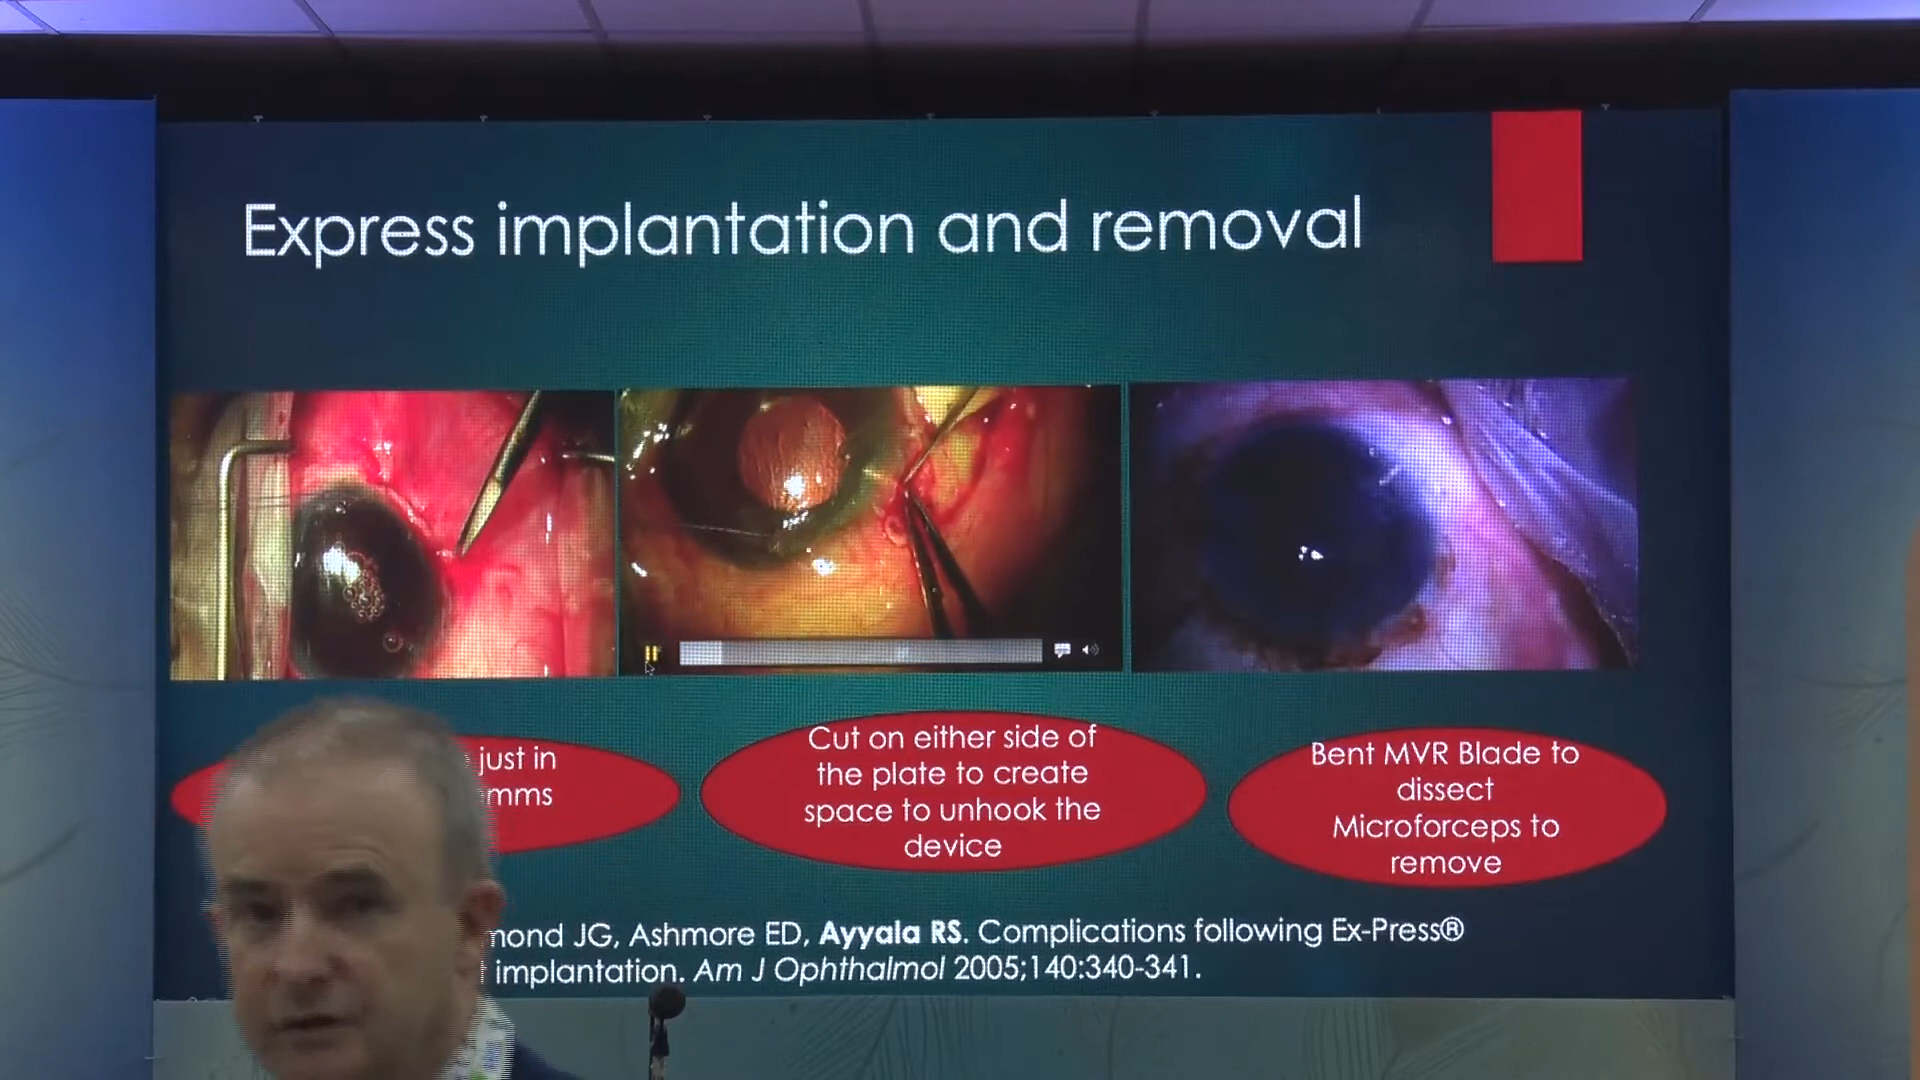 Express implantation and removal
just in
mms
Cut on either side of
the plate to create
space to unhook the
device
Bent MVR Blade to
dissect
Microforceps to
remove
mond JG, Ashmore ED, Ayyala RS. Complications following Ex-Press®
implantation. Am J Ophthalmol 2005;140:340-341.